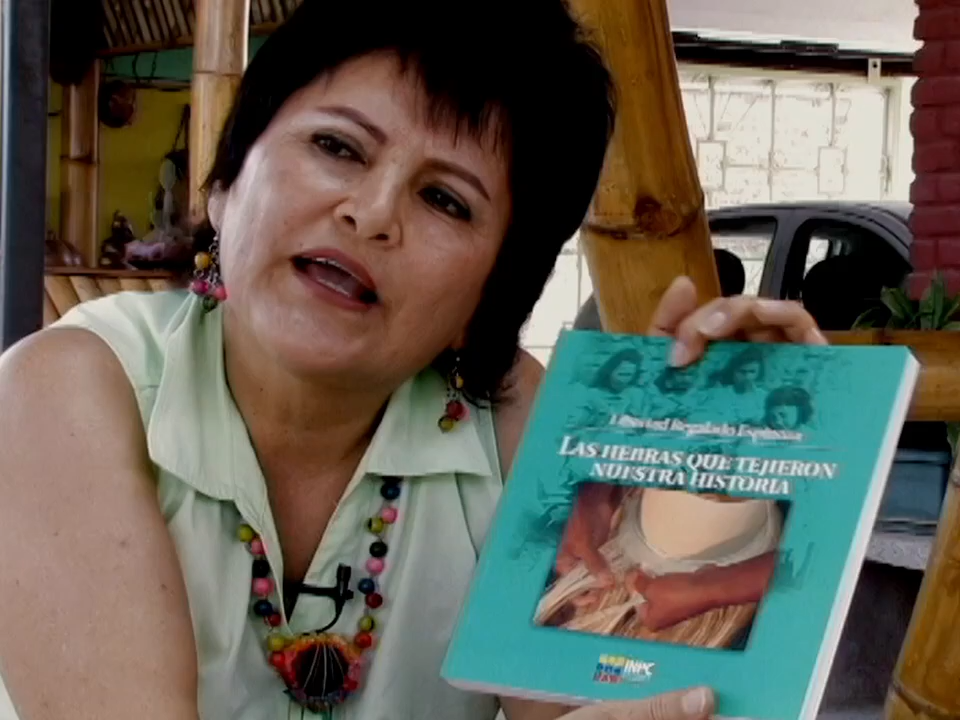 Libertad Regalado Espinoza
LAS HEBRAS QUE TEJIERON
NUESTRA HISTORIA
INPC